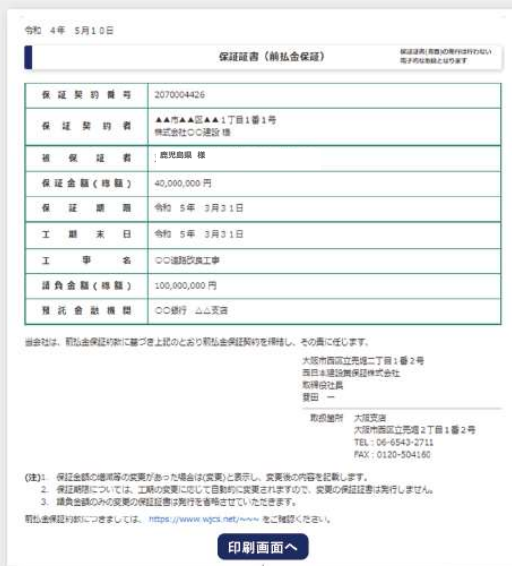 令和 4年 5月10日
保証証書（前払金保証）
保証証書(書面)の発行は行わない
電子的な取扱となります
保証契約番号 2070004426
保証契約者 ▲▲市▲▲区▲▲1丁目1番1号
株式会社〇〇建設 様
被保証者 鹿児島県 様
保証金額(総額) 40,000,000 円
保証期限 令和 5年 3月31日
工期末日 令和 5年 3月31日
工事名 〇〇道路改良工事
請負金額(総額) 100,000,000 円
預託金融機関 〇〇銀行 △△支店
当会社は、前払金保証約款に基づき上記のとおり前払金保証契約を締結し、その責に任じます。
大阪市西区立売堀二丁目1番2号
西日本建設業保証株式会社
取締役社長
一
取扱箇所 大阪支店
大阪市西区立売堀2丁目1番2号
TEL : 06-6543-2711
FAX : 0120-504160
(注)1. 保証金額の増減等の変更があった場合は(変更)と表示し、変更後の内容を記載します。
2. 保証期限については、工期の変更に応じて自動的に変更されますので、変更の保証証書は発行しません。
3. 請負金額のみの変更の保証証書は発行を省略させていただきます。
前払金保証約款につきましては、https://www.wjcs.net/~~~ をご確認ください。
印刷画面へ